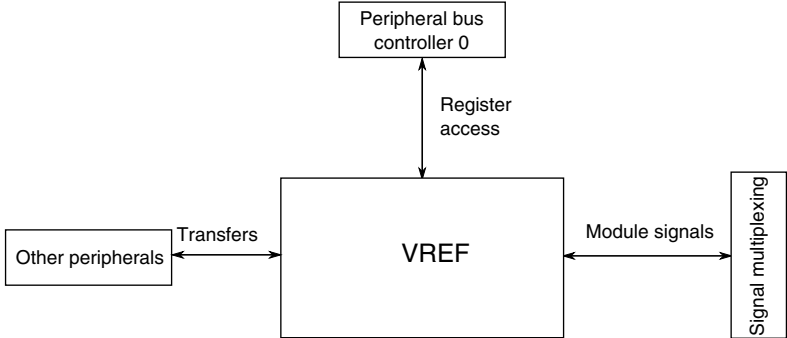 Peripheral bus
controller 0
Register
access
Transfers
Other peripherals
VREF
Module signals
Signal multiplexing